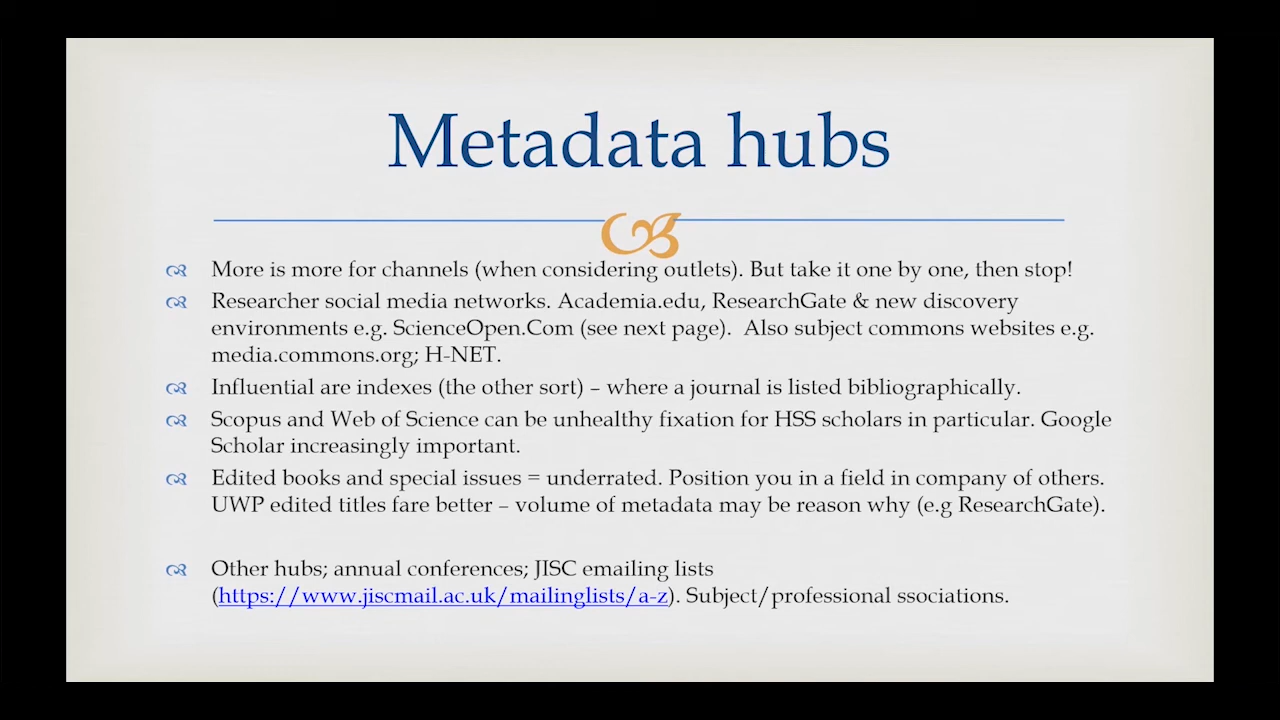 Metadata hubs
More is more for channels (when considering outlets). But take it one by one, then stop!
Researcher social media networks. Academia.edu, ResearchGate & new discovery
environments e.g. ScienceOpen.Com (see next page).  Also subject commons websites e.g.
media.commons.org; H-NET.
Influential are indexes (the other sort) – where a journal is listed bibliographically.
Scopus and Web of Science can be unhealthy fixation for HSS scholars in particular. Google
Scholar increasingly important.
Edited books and special issues = underrated. Position you in a field in company of others.
UWP edited titles fare better – volume of metadata may be reason why (e.g ResearchGate).
Other hubs; annual conferences; JISC emailing lists
(https://www.jiscmail.ac.uk/mailinglists/a-z). Subject/professional ssociations.